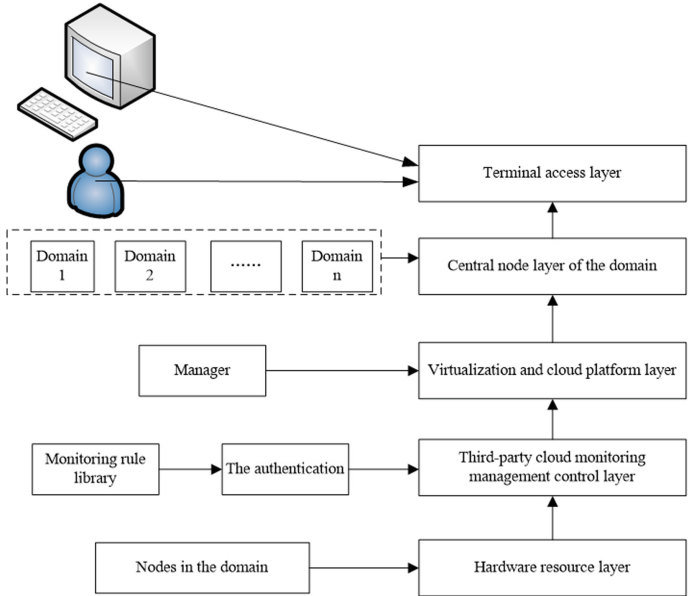 Terminal access layer
Domain
1
Domain
2
......
Domain
n
Central node layer of the domain
Manager
Virtualization and cloud platform layer
Monitoring rule
library
The authentication
Third-party cloud monitoring
management control layer
Nodes in the domain
Hardware resource layer